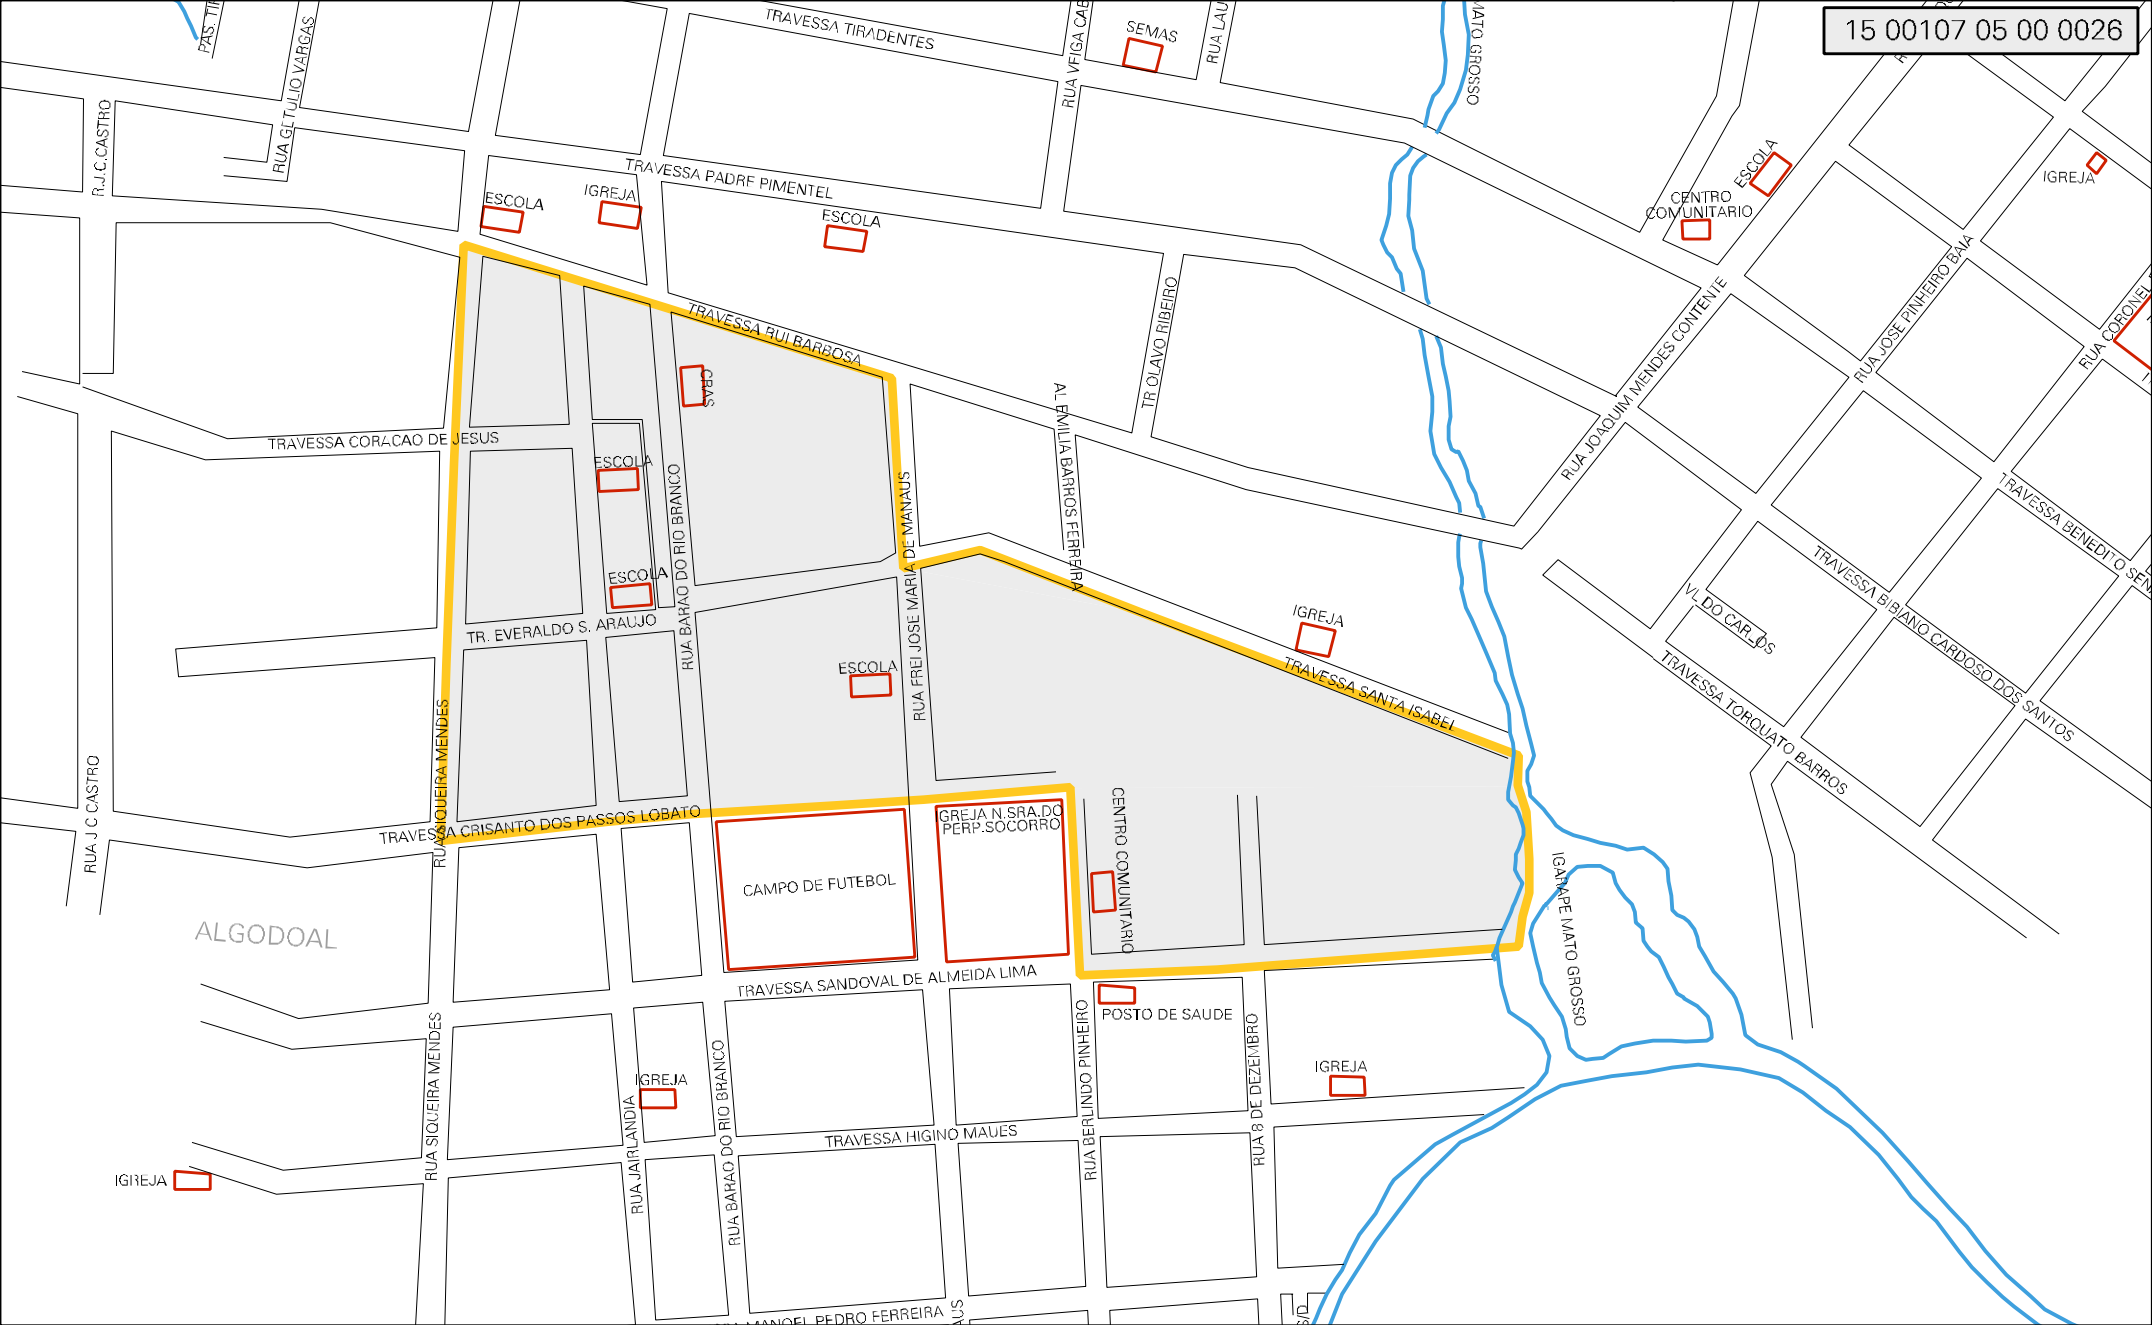 15 00107 05 00 0026
TRAVESSA TIRADENTES
SEMAS
MATO GROSSO
RUA GETULIO VARGAS
R.J.C.CASTRO
TRAVESSA PADRE PIMENTEL
ESCOLA
IGREJA
ESCOLA
ESCOLA
CENTRO
COMUNITARIO
IGREJA
TRAVESSA RUI BARBOSA
CRAS
TR OLAVO RIBEIRO
AL EMILIA BARROS FERREIRA
RUA JOAQUIM MENDES CONTENTE
RUA JOSE PINHEIRO BAIA
RUA CORONEL
TRAVESSA CORACAO DE JESUS
ESCOLA
ESCOLA
RUA BARAO DO RIO BRANCO
TR. EVERALDO S. ARAUJO
ESCOLA
RUA FREI JOSE MARIA DE MANAUS
IGREJA
TRAVESSA SANTA ISABEL
TRAVESSA BENEDITO SEN
TRAVESSA BIBIANO CARDOSO DOS SANTOS
VL DO CARLOS
TRAVESSA TORQUATO BARROS
RUA SIQUEIRA MENDES
RUA J C CASTRO
TRAVESSA CRISANTO DOS PASSOS LOBATO
IGREJA N.SRA.DO
PERP.SOCORRO
CENTRO COMUNITARIO
CAMPO DE FUTEBOL
IGARAPE MATO GROSSO
ALGODOAL
TRAVESSA SANDOVAL DE ALMEIDA LIMA
POSTO DE SAUDE
RUA SIQUEIRA MENDES
IGREJA
RUA JAIRLANDIA
RUA BARAO DO RIO BRANCO
RUA BERLINDO PINHEIRO
RUA 8 DE DEZEMBRO
IGREJA
TRAVESSA HIGINO MAUES
IGREJA
MANOEL PEDRO FERREIRA